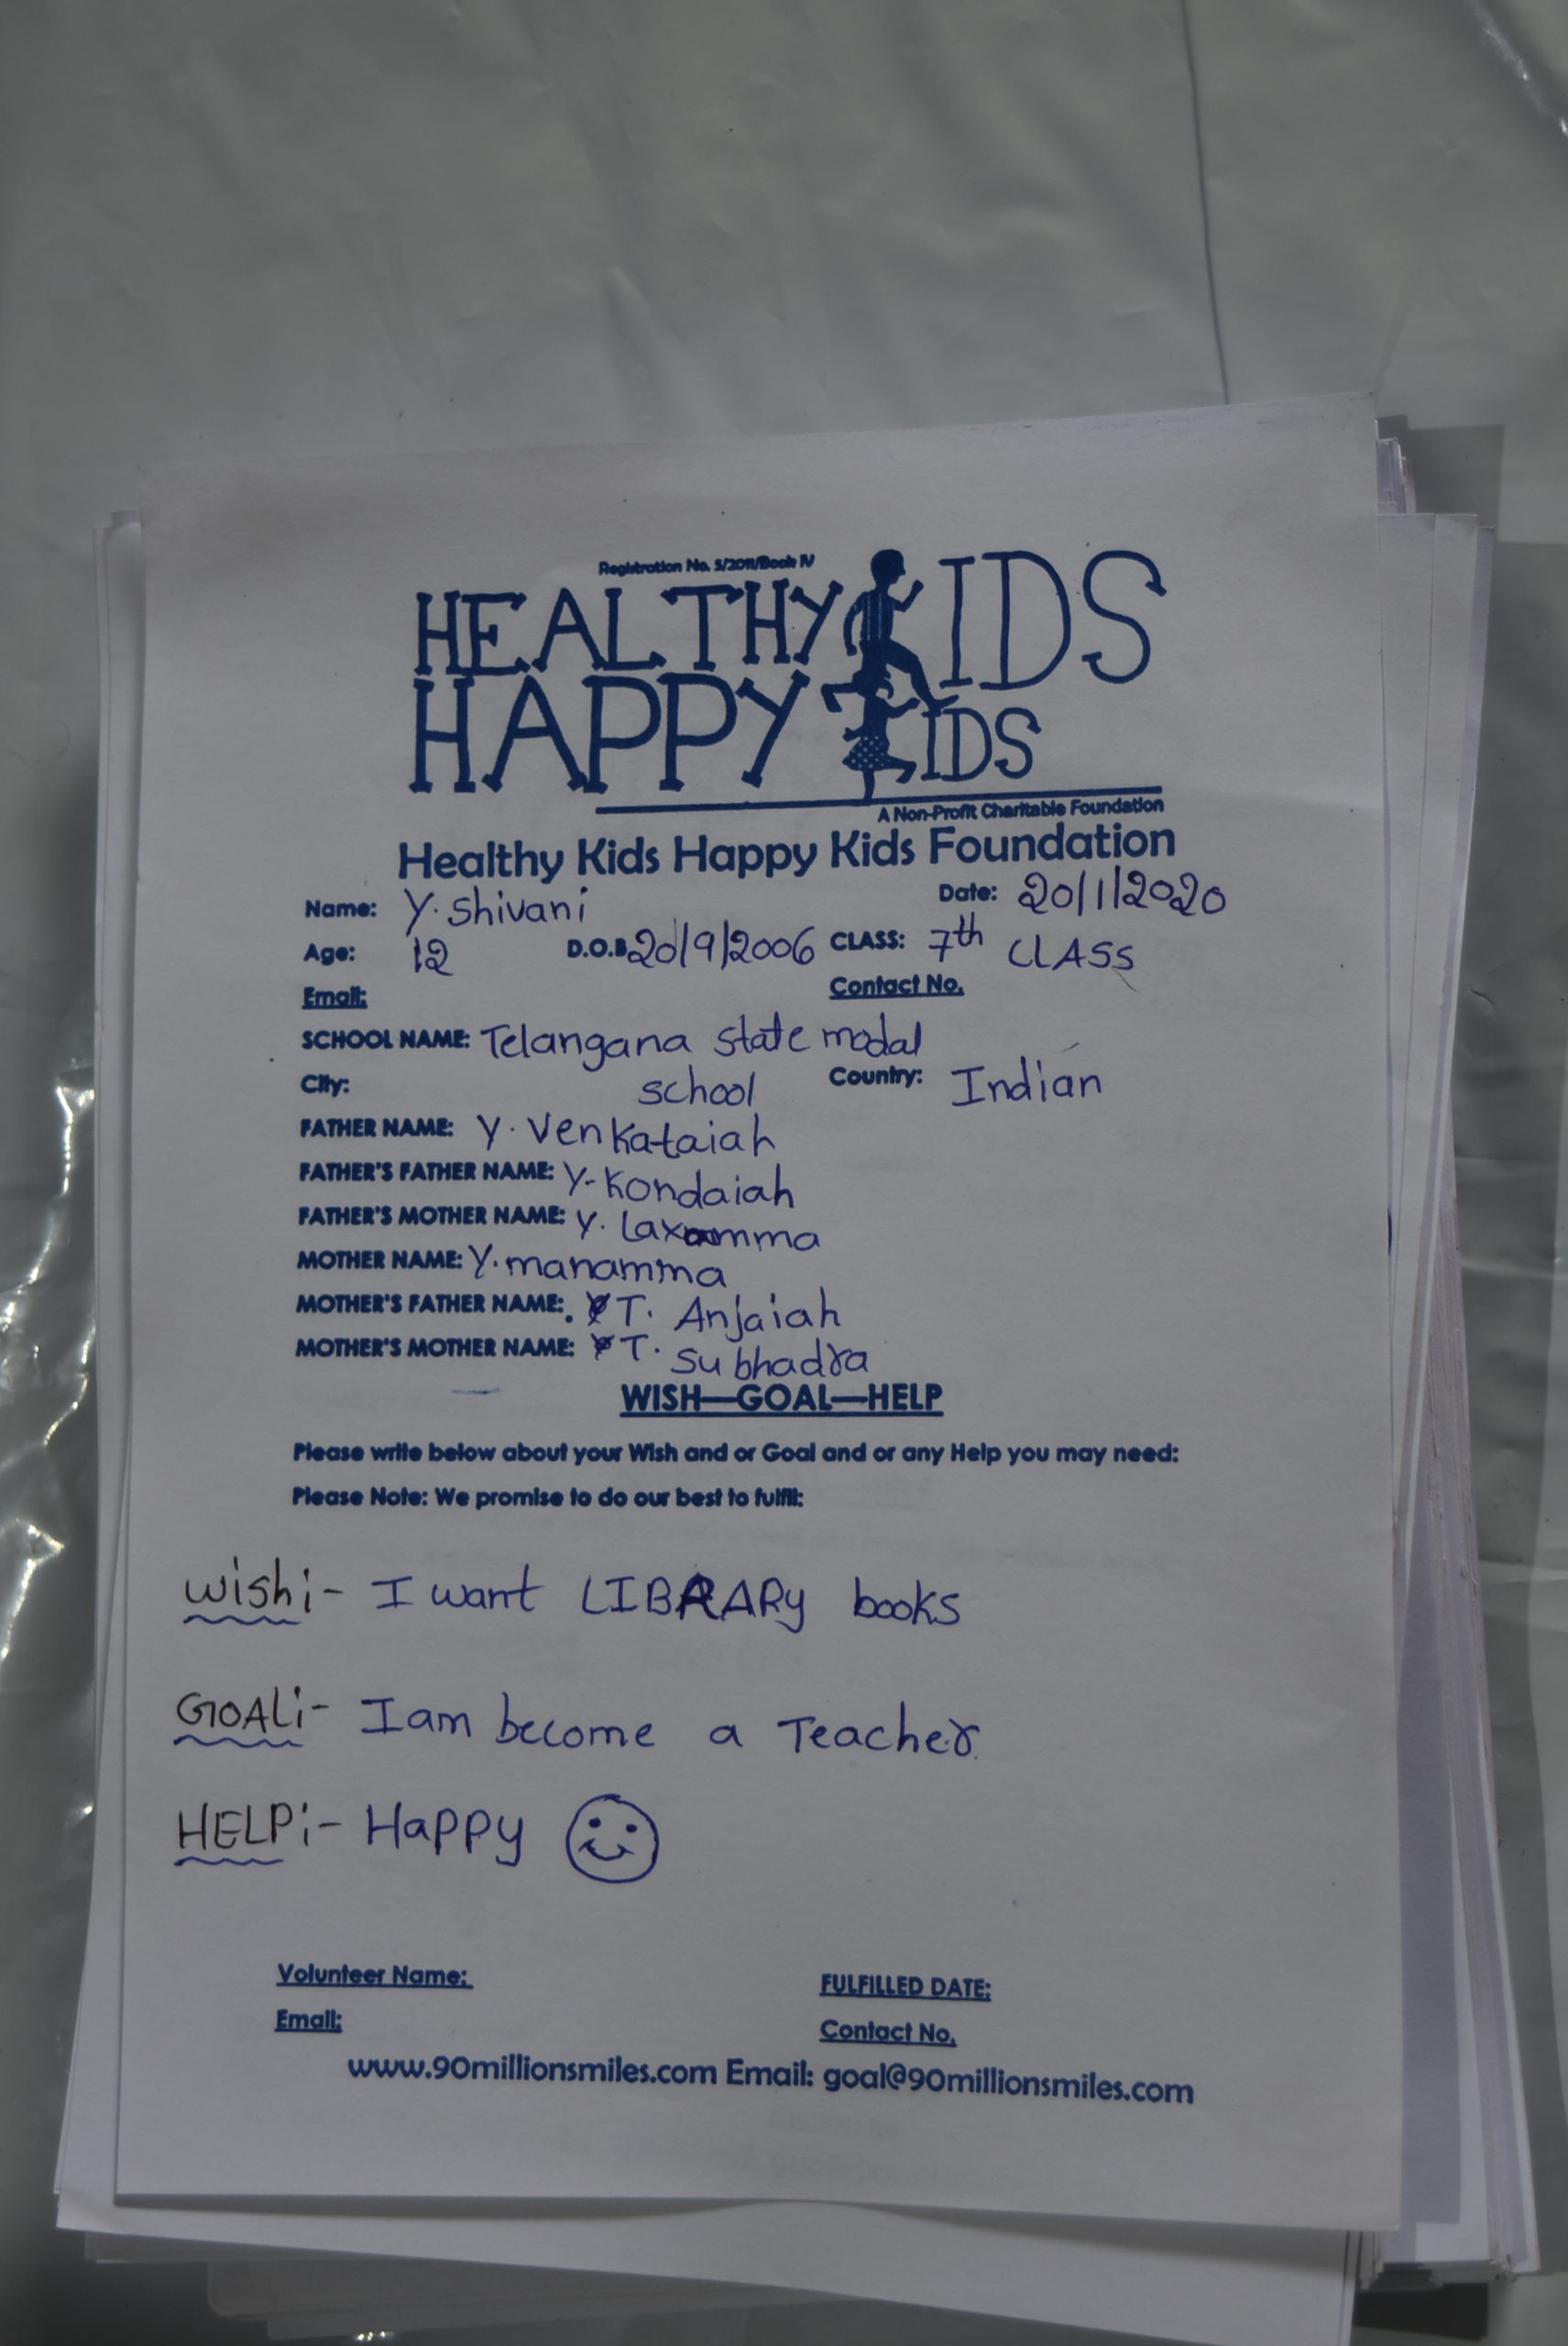 Registration No. 5/2011/Book IV
HEALTHY KIDS
HAPPY KIDS
A Non-Profit Charitable Foundation
Healthy Kids Happy Kids Foundation
Name: Y. Shivani Date: 20/1/2020
Age: 12 D.O.B 20/9/2006 CLASS: 7th CLASS
Email: Contact No.
SCHOOL NAME: Telangana state modal
City: school Country: Indian
FATHER NAME: Y. Venkataiah
FATHER'S FATHER NAME: Y. Kondaiah
FATHER'S MOTHER NAME: Y. Laxamma
MOTHER NAME: Y. manamma
MOTHER'S FATHER NAME: T. Anjaiah
MOTHER'S MOTHER NAME: T. Subhadra
WISH—GOAL—HELP
Please write below about your Wish and or Goal and or any Help you may need:
Please Note: We promise to do our best to fulfil:
Wish:- I want LIBRARY books
GOAL:- I am become a Teacher
HELP:- Happy
Volunteer Name: FULFILLED DATE:
Email: Contact No.
www.90millionsmiles.com Email: goal@90millionsmiles.com